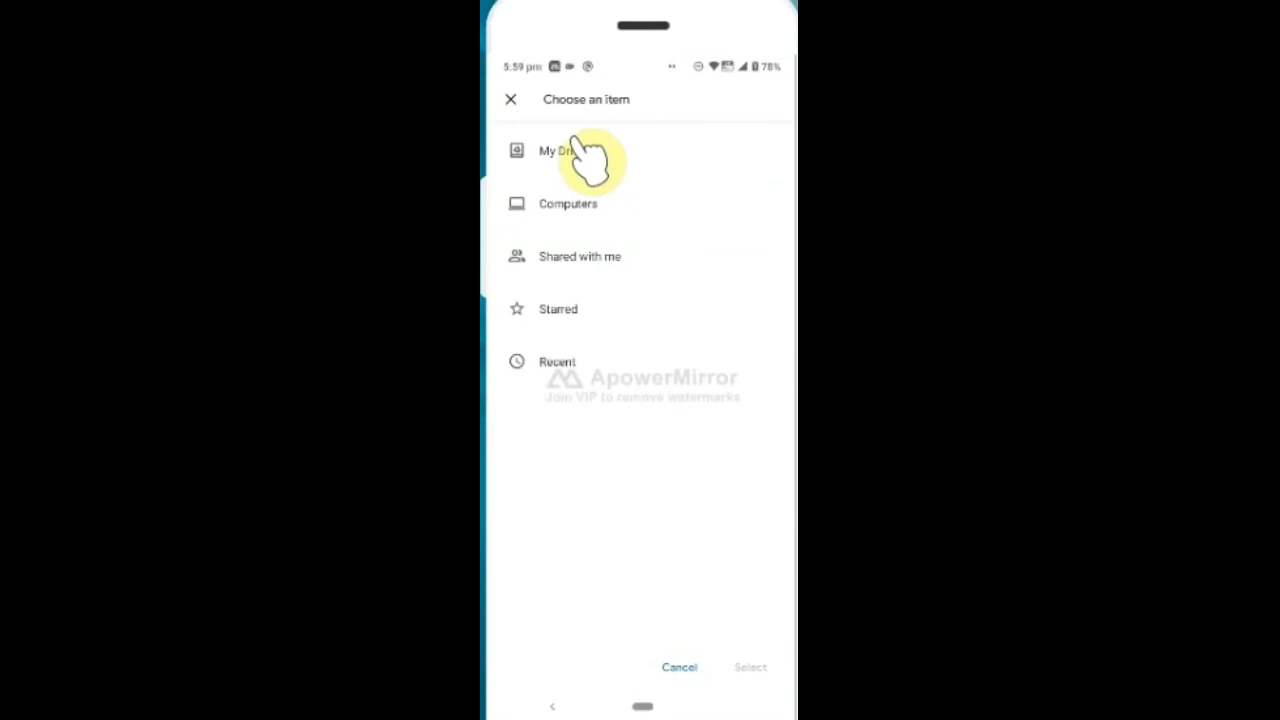 5:59 pm 78%
Choose an item
My Dri
Computers
Shared with me
Starred
Recent
ApowerMirror
Join VIP to remove watermarks
Cancel Select